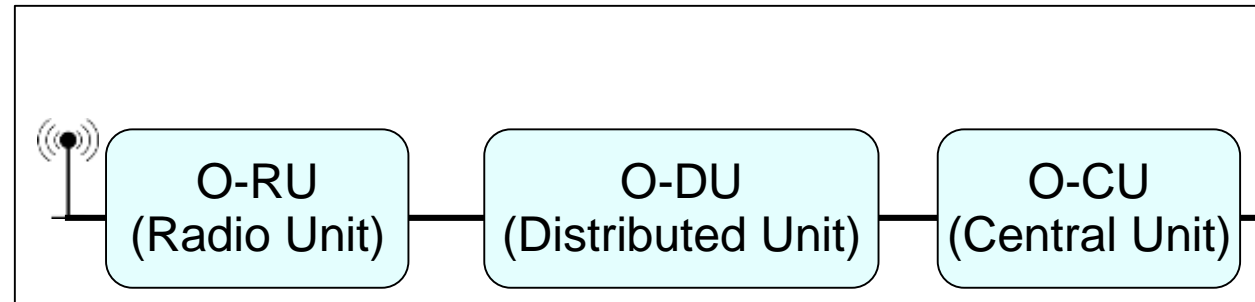 O-RU
(Radio Unit)
O-DU
(Distributed Unit)
O-CU
(Central Unit)